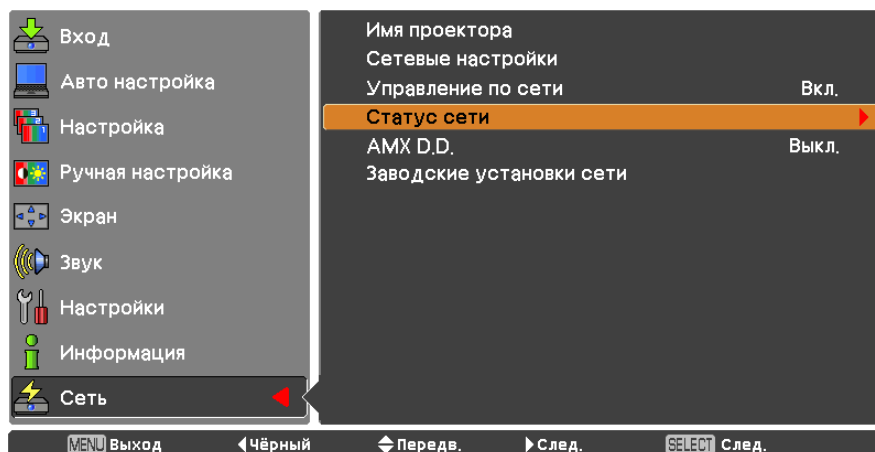 Вход
Авто настройка
Настройка
Ручная настройка
Экран
Звук
Настройки
Информация
Сеть
Имя проектора
Сетевые настройки
Управление по сети Вкл.
Статус сети
AMX D.D. Выкл.
Заводские установки сети
MENU Выход Чёрный Передв. След. SELECT След.